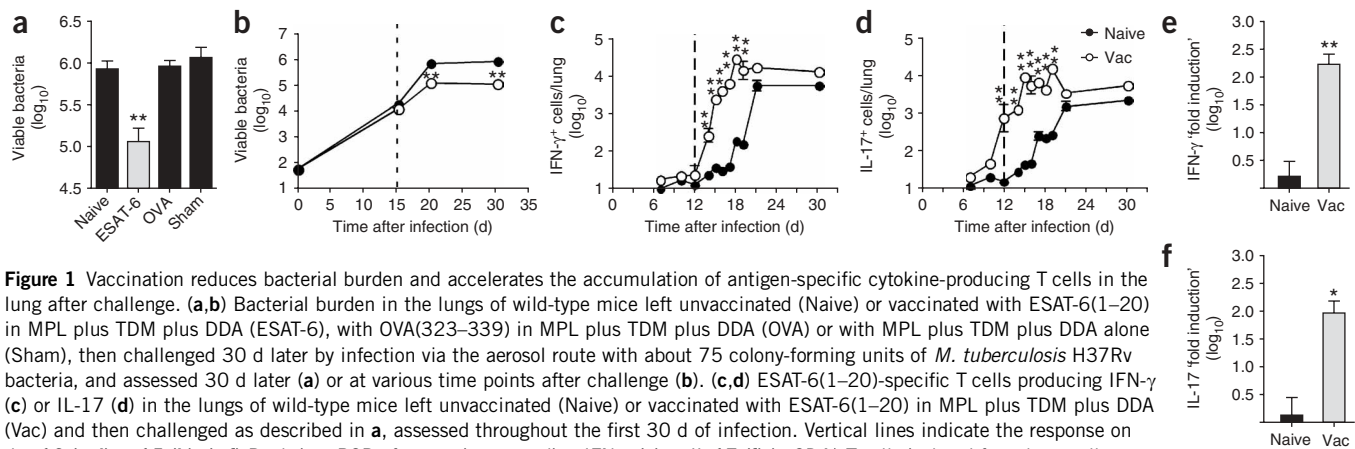 a
Viable bacteria
(log10)
6.5
6.0
5.5
5.0
4.5
**
Naive
ESAT-6
OVA
Sham
b
Viable bacteria
(log10)
7
6
5
4
3
2
1
** **
0 5 10 15 20 25 30 35
Time after infection (d)
c
IFN-γ+ cells/lung
(log10)
5
4
3
2
1
** ** ** ** ** **
0 6 12 18 24 30
Time after infection (d)
d
IL-17+ cells/lung
(log10)
5
4
3
2
1
** ** ** ** ** ** ** **
0 6 12 18 24 30
Time after infection (d)
Naive
Vac
e
IFN-γ 'fold induction'
(log10)
3.0
2.5
2.0
1.5
1.0
0.5
**
Naive Vac
f
IL-17 'fold induction'
(log10)
3.0
2.5
2.0
1.5
1.0
0.5
*
Naive Vac
Figure 1 Vaccination reduces bacterial burden and accelerates the accumulation of antigen-specific cytokine-producing T cells in the
lung after challenge. (a,b) Bacterial burden in the lungs of wild-type mice left unvaccinated (Naive) or vaccinated with ESAT-6(1–20)
in MPL plus TDM plus DDA (ESAT-6), with OVA(323–339) in MPL plus TDM plus DDA (OVA) or with MPL plus TDM plus DDA alone
(Sham), then challenged 30 d later by infection via the aerosol route with about 75 colony-forming units of M. tuberculosis H37Rv
bacteria, and assessed 30 d later (a) or at various time points after challenge (b). (c,d) ESAT-6(1–20)-specific T cells producing IFN-γ
(c) or IL-17 (d) in the lungs of wild-type mice left unvaccinated (Naive) or vaccinated with ESAT-6(1–20) in MPL plus TDM plus DDA
(Vac) and then challenged as described in a, assessed throughout the first 30 d of infection. Vertical lines indicate the response on